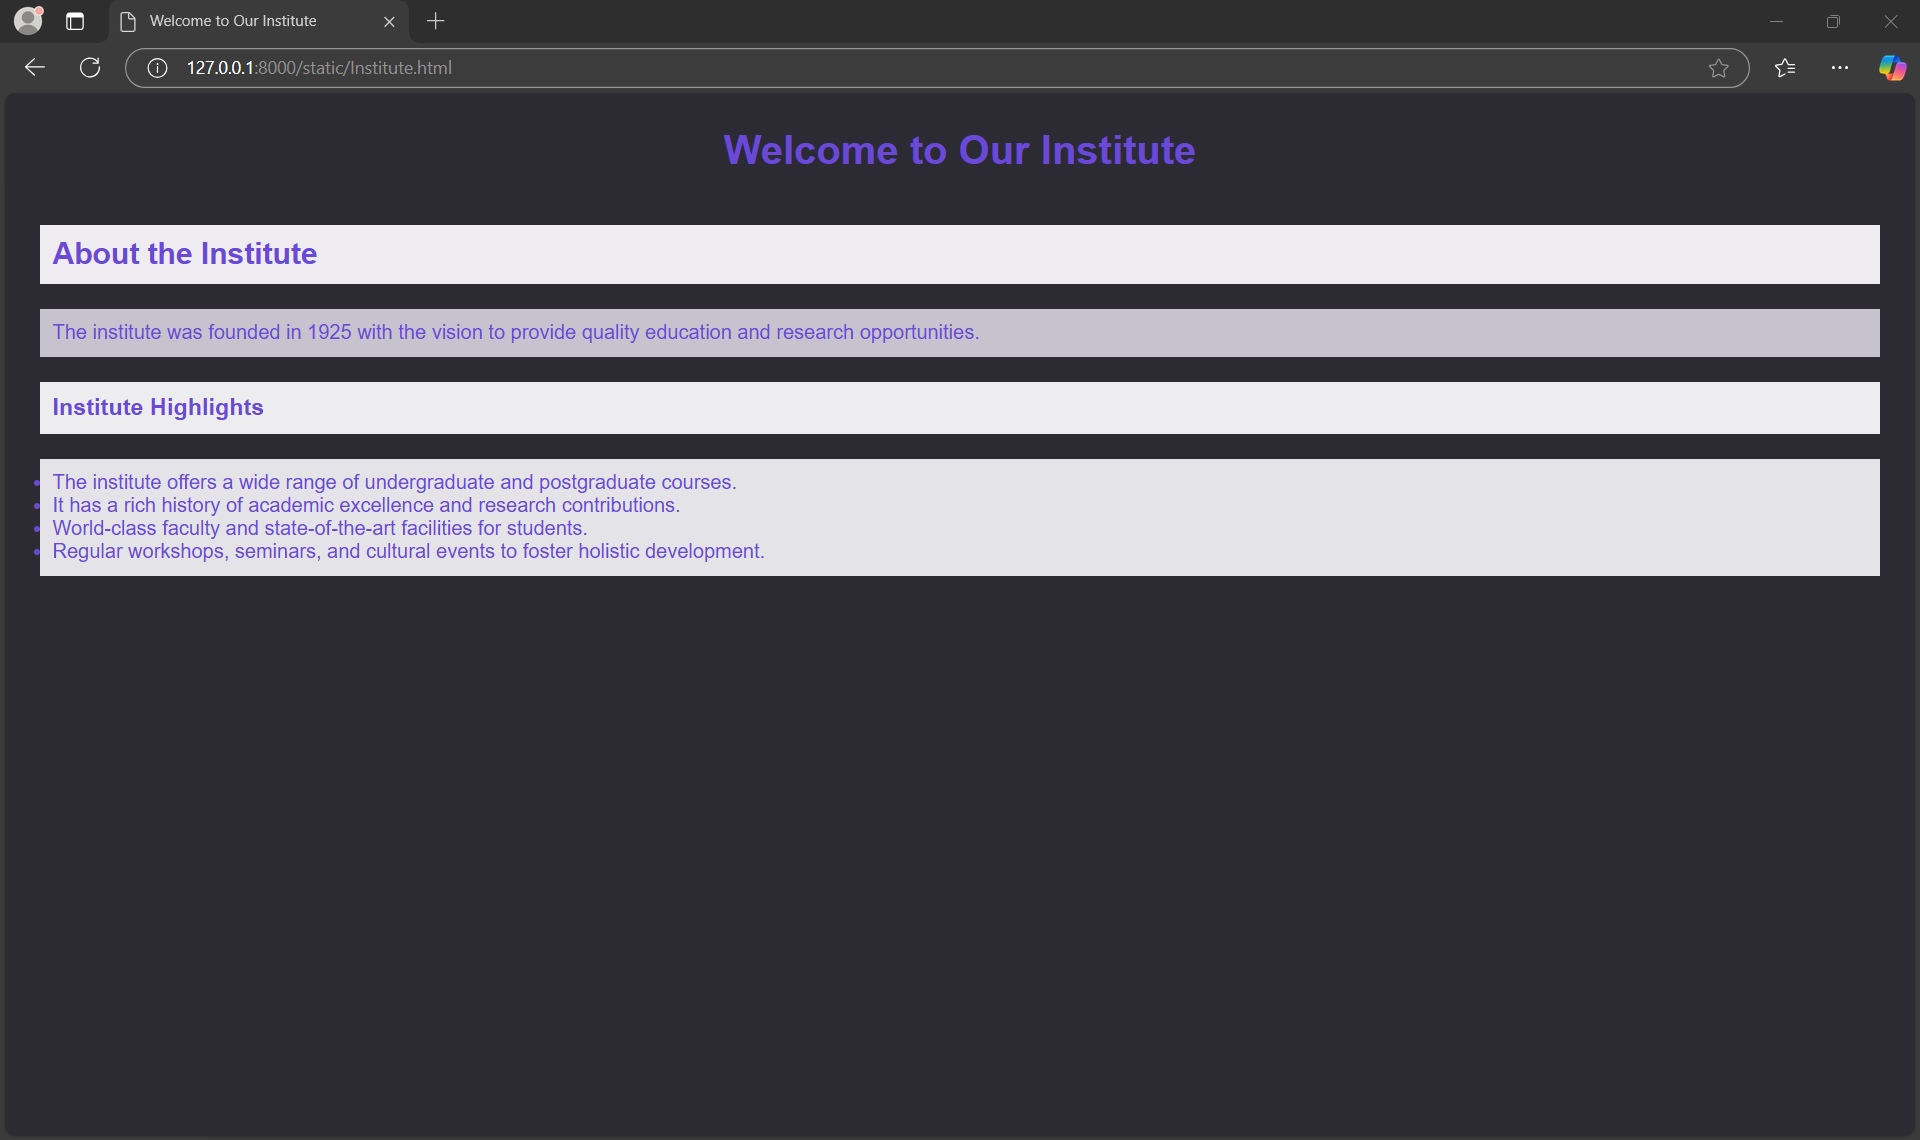 Welcome to Our Institute
127.0.0.1:8000/static/Institute.html
Welcome to Our Institute
About the Institute
The institute was founded in 1925 with the vision to provide quality education and research opportunities.
Institute Highlights
The institute offers a wide range of undergraduate and postgraduate courses.
It has a rich history of academic excellence and research contributions.
World-class faculty and state-of-the-art facilities for students.
Regular workshops, seminars, and cultural events to foster holistic development.